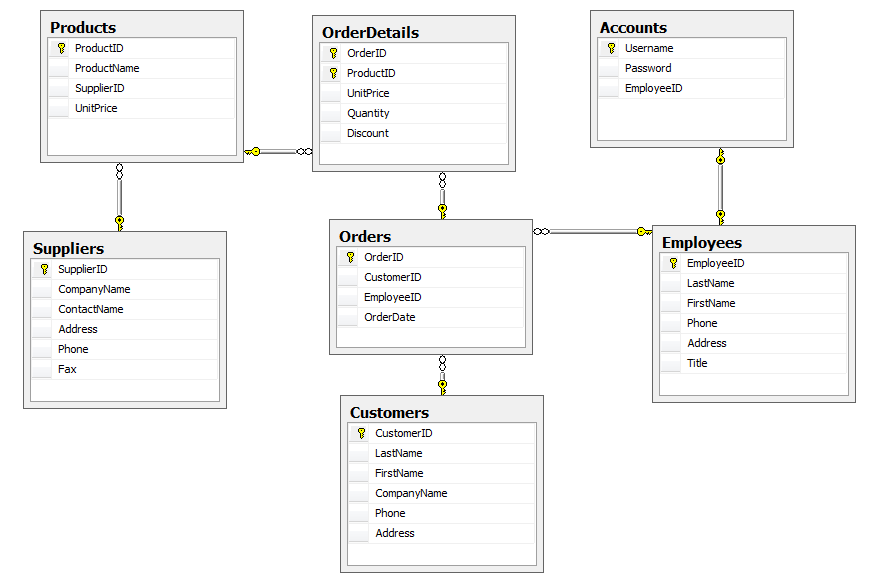 Products
ProductID
ProductName
SupplierID
UnitPrice
OrderDetails
OrderID
ProductID
UnitPrice
Quantity
Discount
Accounts
Username
Password
EmployeeID
Suppliers
SupplierID
CompanyName
ContactName
Address
Phone
Fax
Orders
OrderID
CustomerID
EmployeeID
OrderDate
Employees
EmployeeID
LastName
FirstName
Phone
Address
Title
Customers
CustomerID
LastName
FirstName
CompanyName
Phone
Address